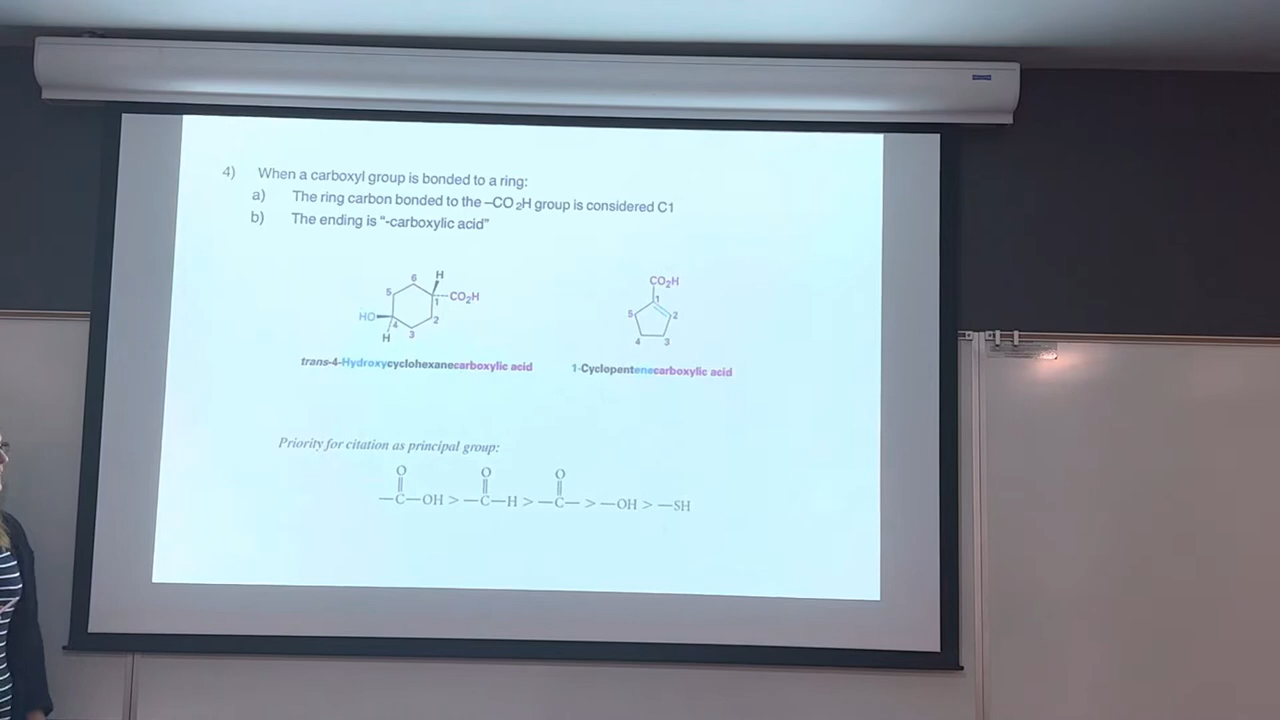 4) When a carboxyl group is bonded to a ring:
a) The ring carbon bonded to the –CO2H group is considered C1
b) The ending is "-carboxylic acid"
6 H
5 1 CO2H
HO 4 3 2
H
CO2H
1
5 2
4 3
trans-4-Hydroxycyclohexanecarboxylic acid
1-Cyclopentenecarboxylic acid
Priority for citation as principal group:
O O O
—C—OH > —C—H > —C— > —OH > —SH